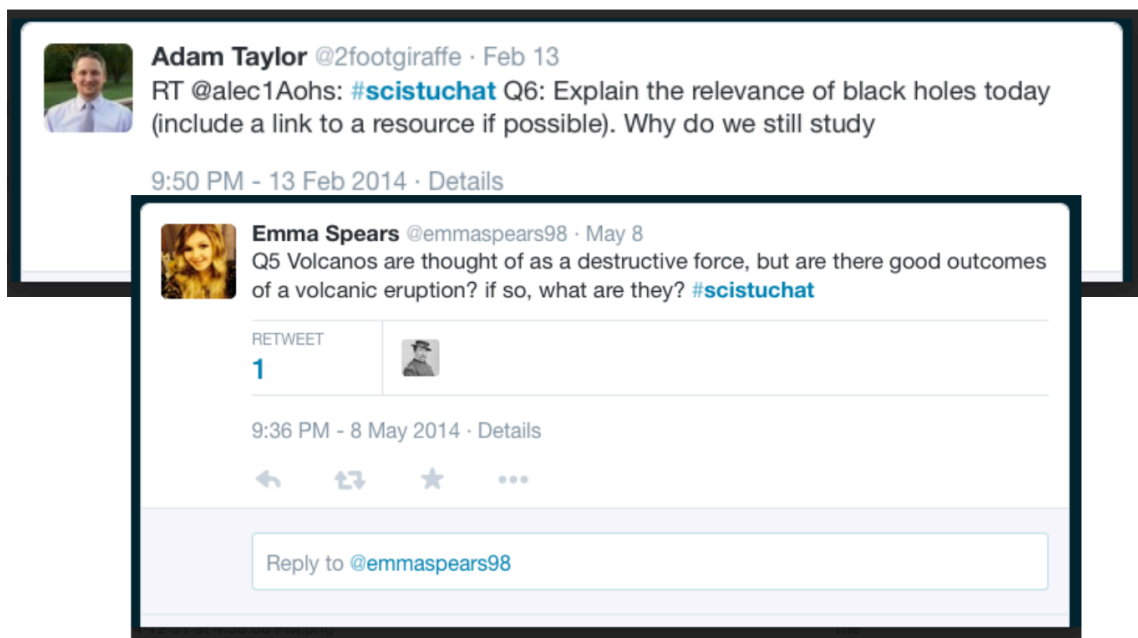 Adam Taylor @2footgiraffe · Feb 13
RT @alec1Aohs: #scistuchat Q6: Explain the relevance of black holes today
(include a link to a resource if possible). Why do we still study
9:50 PM - 13 Feb 2014 · Details
Emma Spears @emmaspears98 · May 8
Q5 Volcanos are thought of as a destructive force, but are there good outcomes
of a volcanic eruption? if so, what are they? #scistuchat
RETWEET
1
9:36 PM - 8 May 2014 · Details
Reply to @emmaspears98